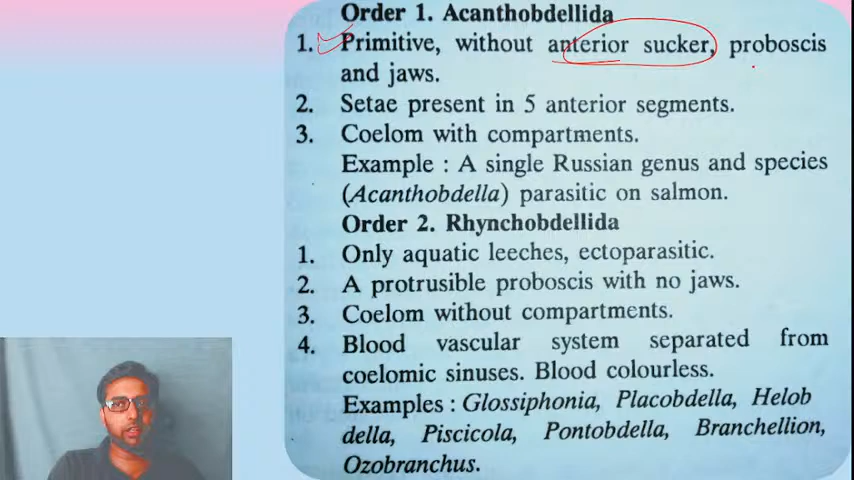 Order 1. Acanthobdellida
1. Primitive, without anterior sucker, proboscis
and jaws.
2. Setae present in 5 anterior segments.
3. Coelom with compartments.
Example : A single Russian genus and species
(Acanthobdella) parasitic on salmon.
Order 2. Rhynchobdellida
1. Only aquatic leeches, ectoparasitic.
2. A protrusible proboscis with no jaws.
3. Coelom without compartments.
4. Blood vascular system separated from
coelomic sinuses. Blood colourless.
Examples : Glossiphonia, Placobdella, Helob
della, Piscicola, Pontobdella, Branchellion,
Ozobranchus.